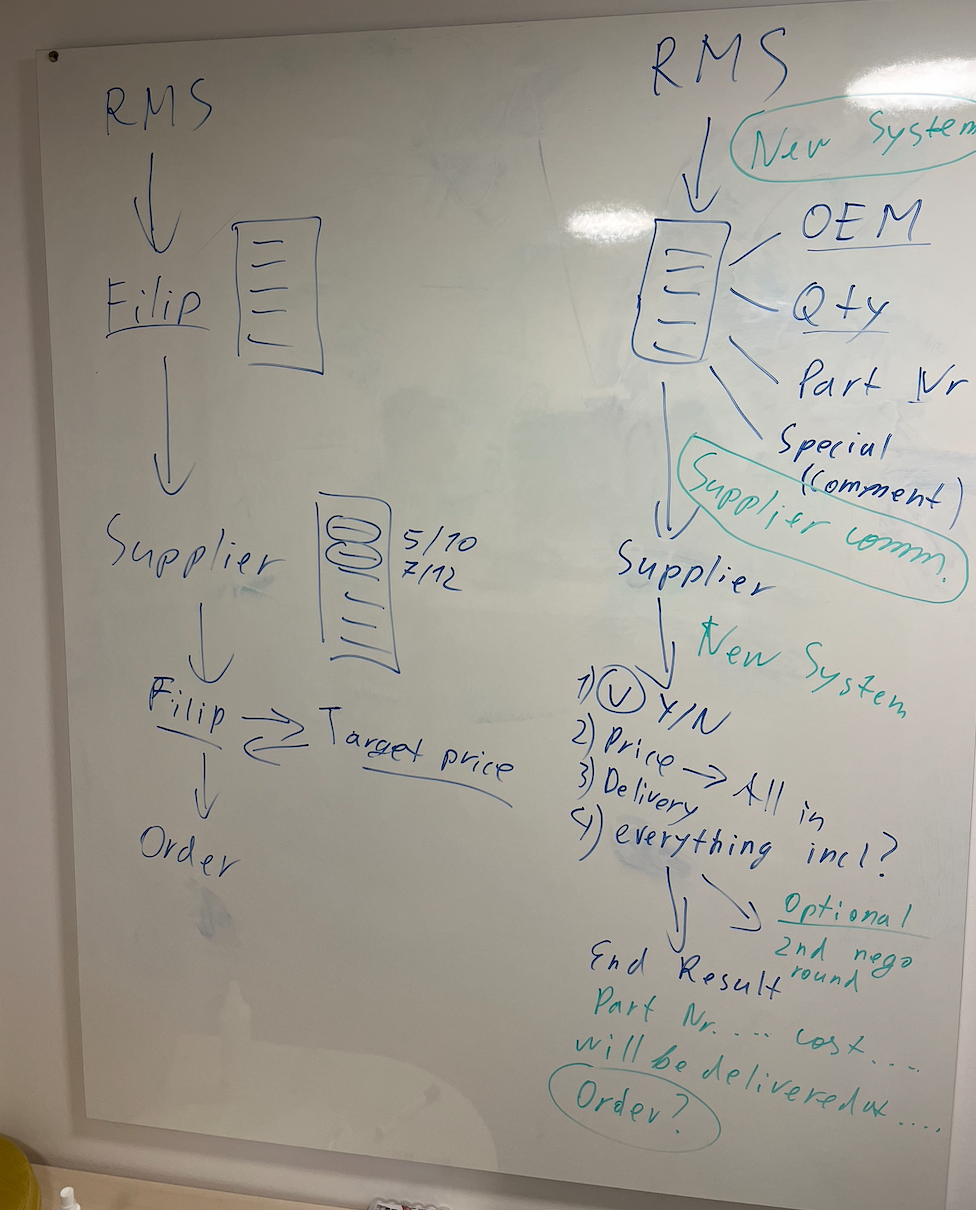 RMS
Filip
Supplier
5/10
7/12
Filip
Target price
Order
RMS
New System
OEM
Qty
Part Nr
Special
(Comment)
Supplier comm.
Supplier
New System
1) V Y/N
2) Price → All in
3) Delivery
4) everything incl?
Optional
2nd nego
round
End Result
Part Nr.... cost....
will be delivered at....
Order?